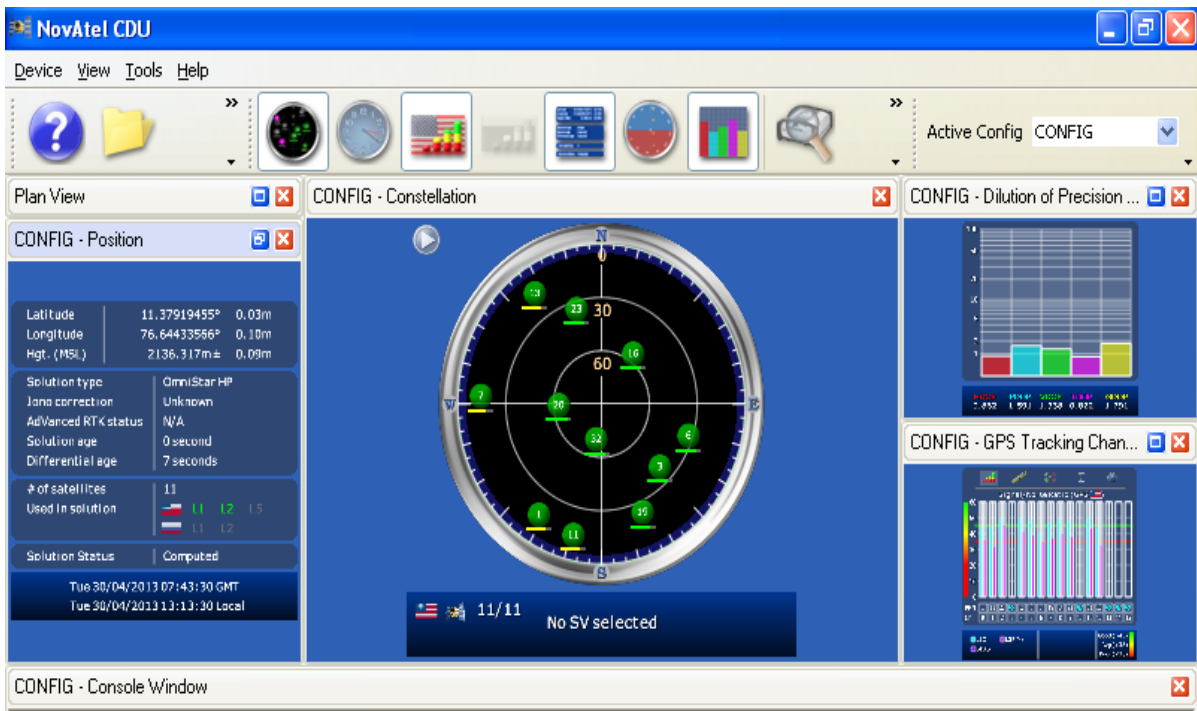 NovAtel CDU
Device View Tools Help
Active Config CONFIG
Plan View
CONFIG - Position
Latitude 11.37919455° 0.03m
Longitude 76.64433566° 0.10m
Hgt. (MSL) 2136.317m± 0.09m
Solution type OmniStar HP
Iono correction Unknown
AdVanced RTK status N/A
Solution age 0 second
Differential age 7 seconds
# of satellites 11
Used in solution L1 L2 L5
L1 L2
Solution Status Computed
Tue 30/04/2013 07:43:30 GMT
Tue 30/04/2013 13:13:30 Local
CONFIG - Constellation
N
0
13
23 30
16
60
7
W 20 E
32 6
3
1 19
11
S
11/11 No SV selected
CONFIG - Dilution of Precision ...
CONFIG - GPS Tracking Chan...
CONFIG - Console Window